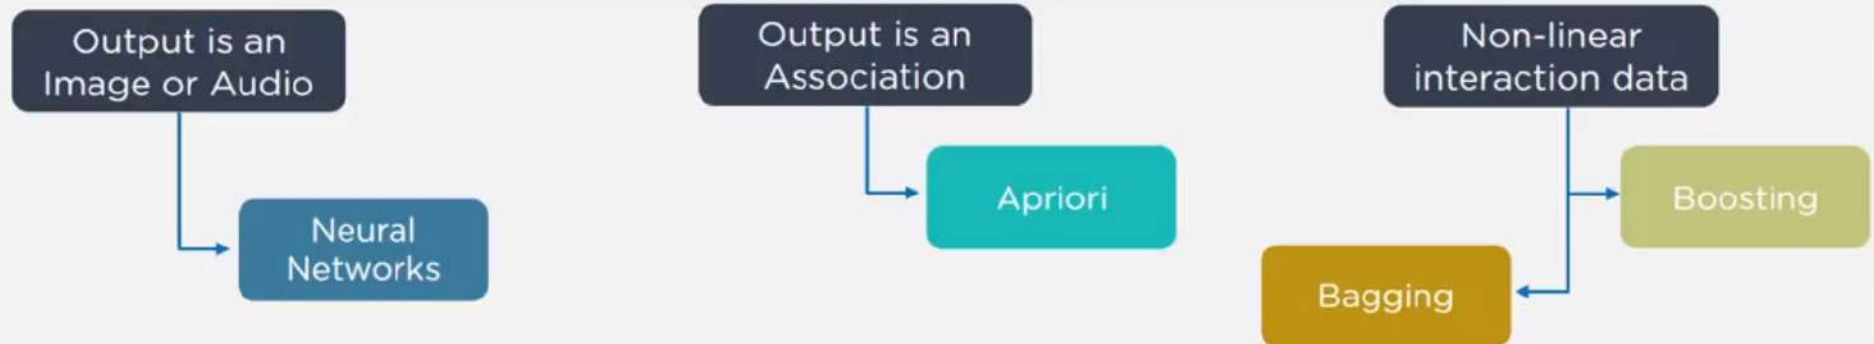 Output is an
Image or Audio
Neural
Networks
Output is an
Association
Apriori
Non-linear
interaction data
Boosting
Bagging